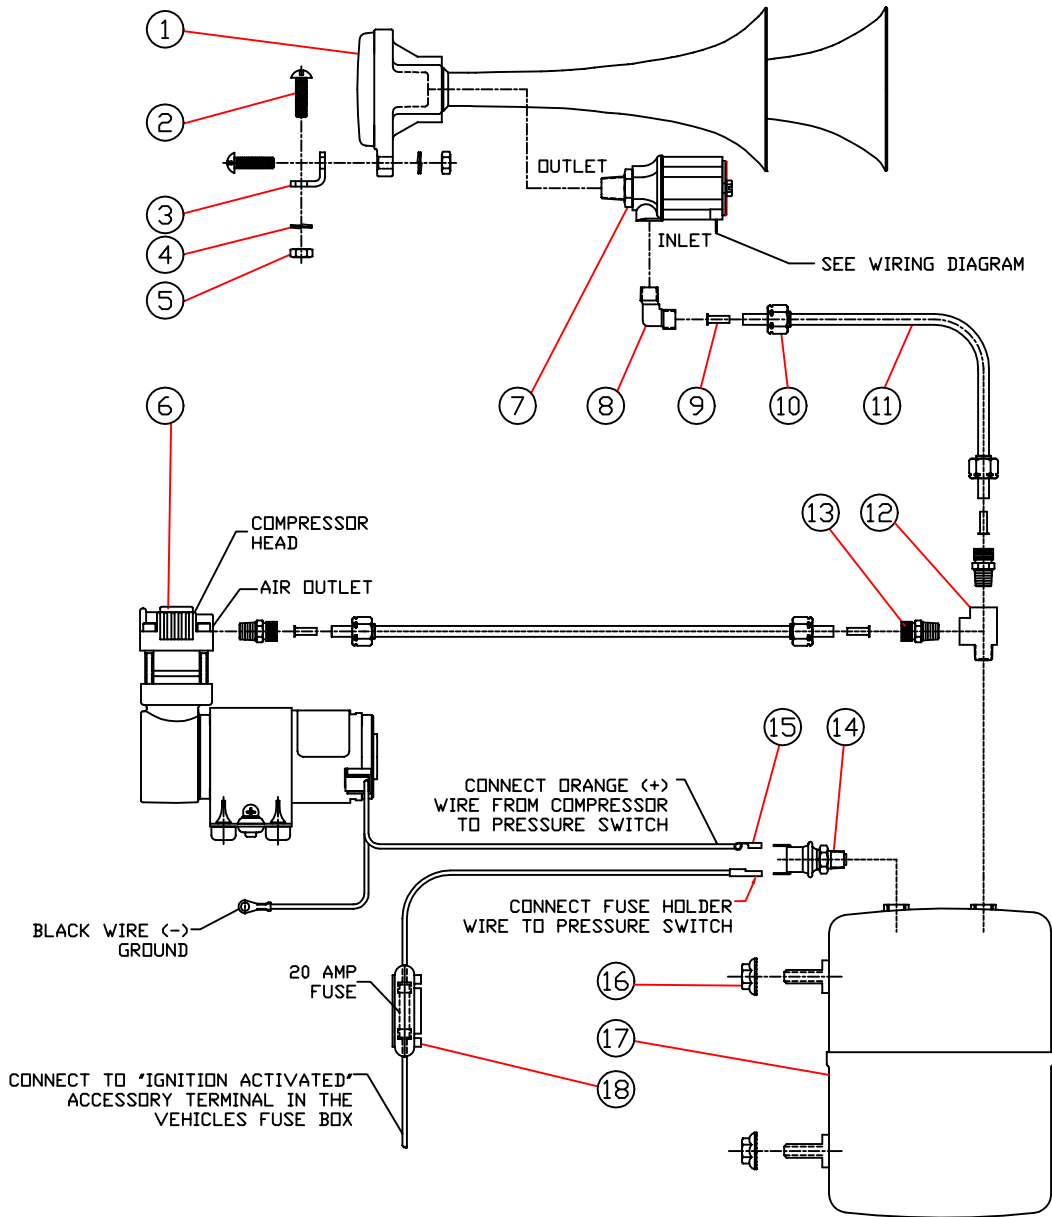 1
2
OUTLET
3
4
INLET
5
SEE WIRING DIAGRAM
6
7
8
9
10
11
COMPRESSOR
HEAD
13
12
AIR OUTLET
15
14
CONNECT ORANGE (+)
WIRE FROM COMPRESSOR
TO PRESSURE SWITCH
CONNECT FUSE HOLDER
WIRE TO PRESSURE SWITCH
BLACK WIRE (-)
GROUND
20 AMP
FUSE
16
17
18
CONNECT TO "IGNITION ACTIVATED"
ACCESSORY TERMINAL IN THE
VEHICLES FUSE BOX